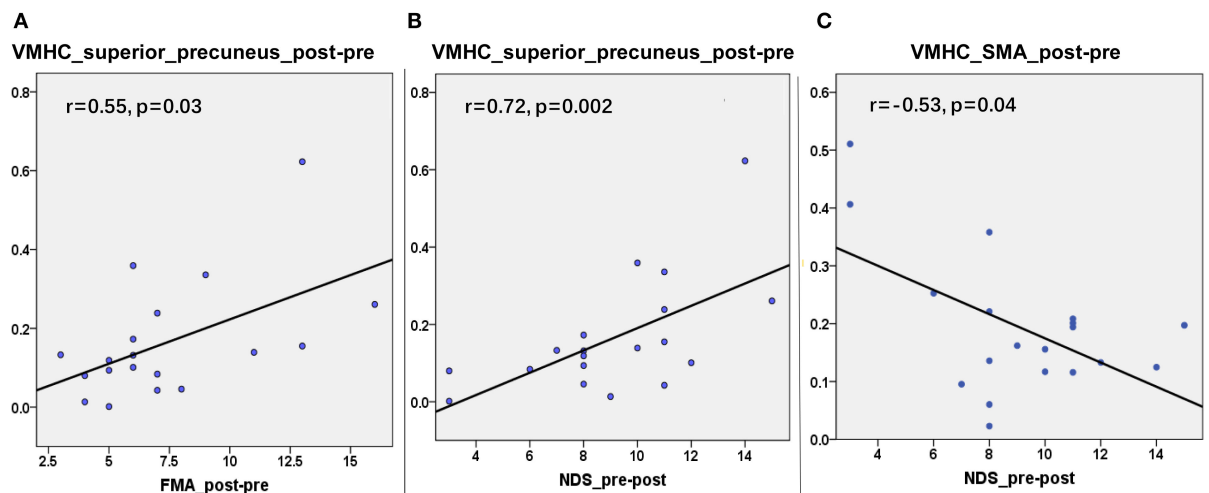 A
VMHC_superior_precuneus_post-pre
r=0.55, p=0.03
0.8
0.6
0.4
0.2
0.0
2.5 5 7.5 10 12.5 15
FMA_post-pre
B
VMHC_superior_precuneus_post-pre
r=0.72, p=0.002
0.8
0.6
0.4
0.2
0.0
4 6 8 10 12 14
NDS_pre-post
C
VMHC_SMA_post-pre
r=-0.53, p=0.04
0.6
0.5
0.4
0.3
0.2
0.1
0.0
4 6 8 10 12 14
NDS_pre-post